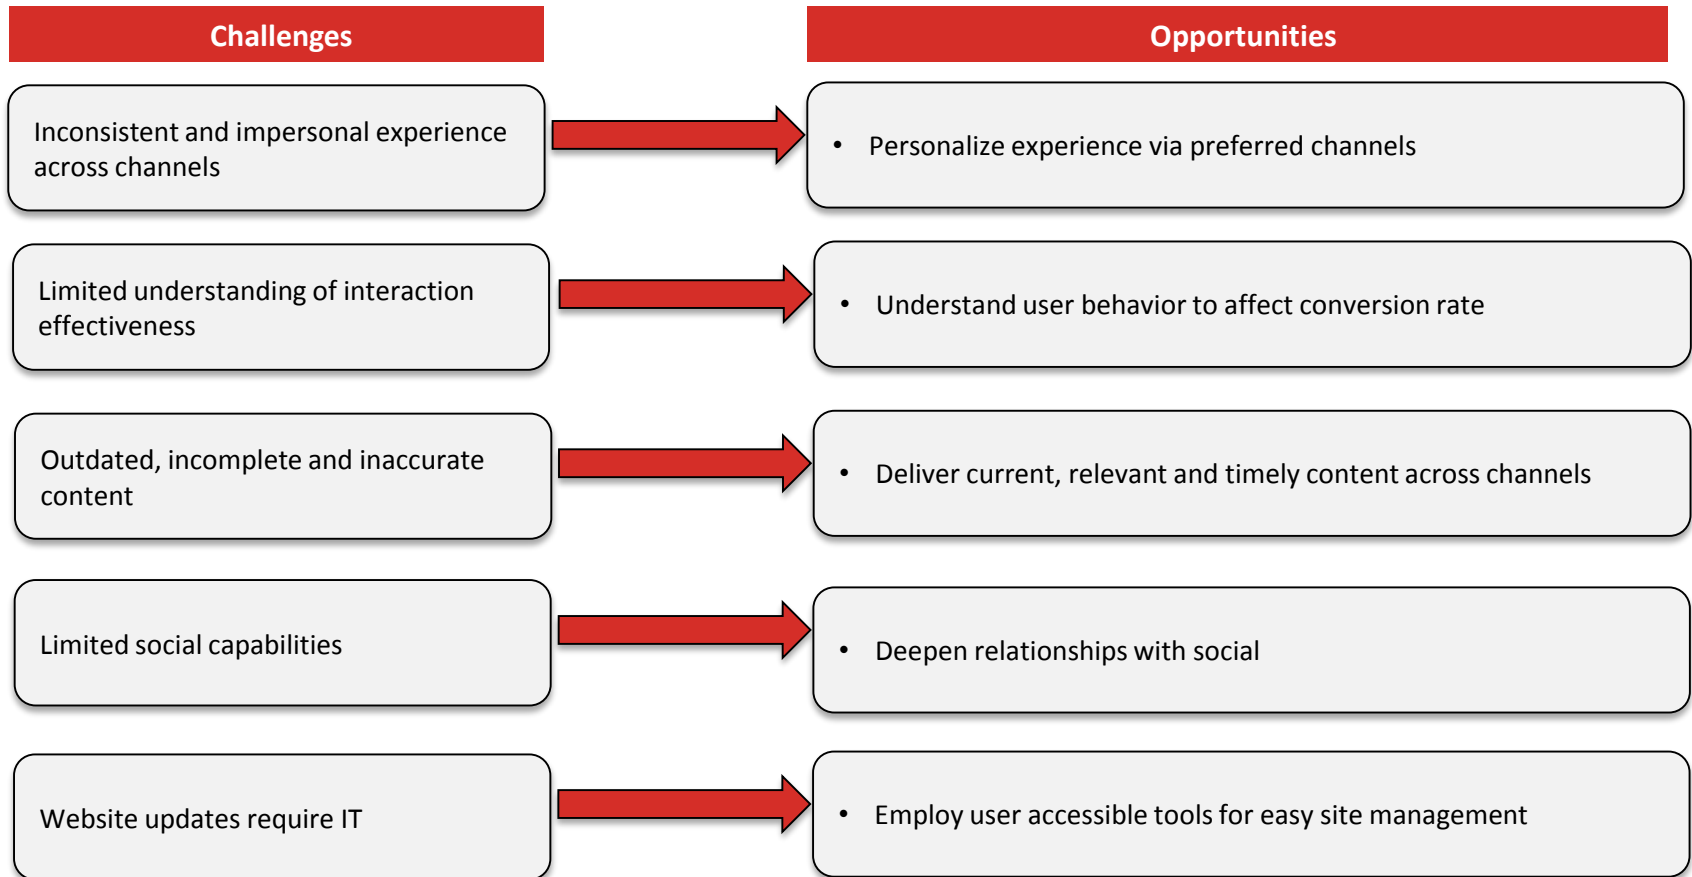 Challenges
Opportunities
Inconsistent and impersonal experience
across channels
• Personalize experience via preferred channels
Limited understanding of interaction
effectiveness
• Understand user behavior to affect conversion rate
Outdated, incomplete and inaccurate
content
• Deliver current, relevant and timely content across channels
Limited social capabilities
• Deepen relationships with social
Website updates require IT
• Employ user accessible tools for easy site management